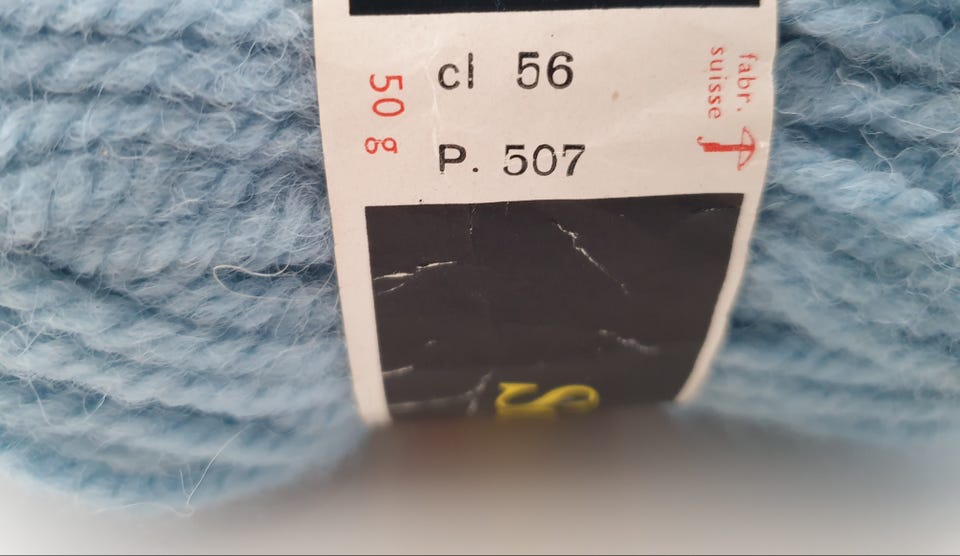 cl 56
P. 507
50 g
fabr.
suisse
S